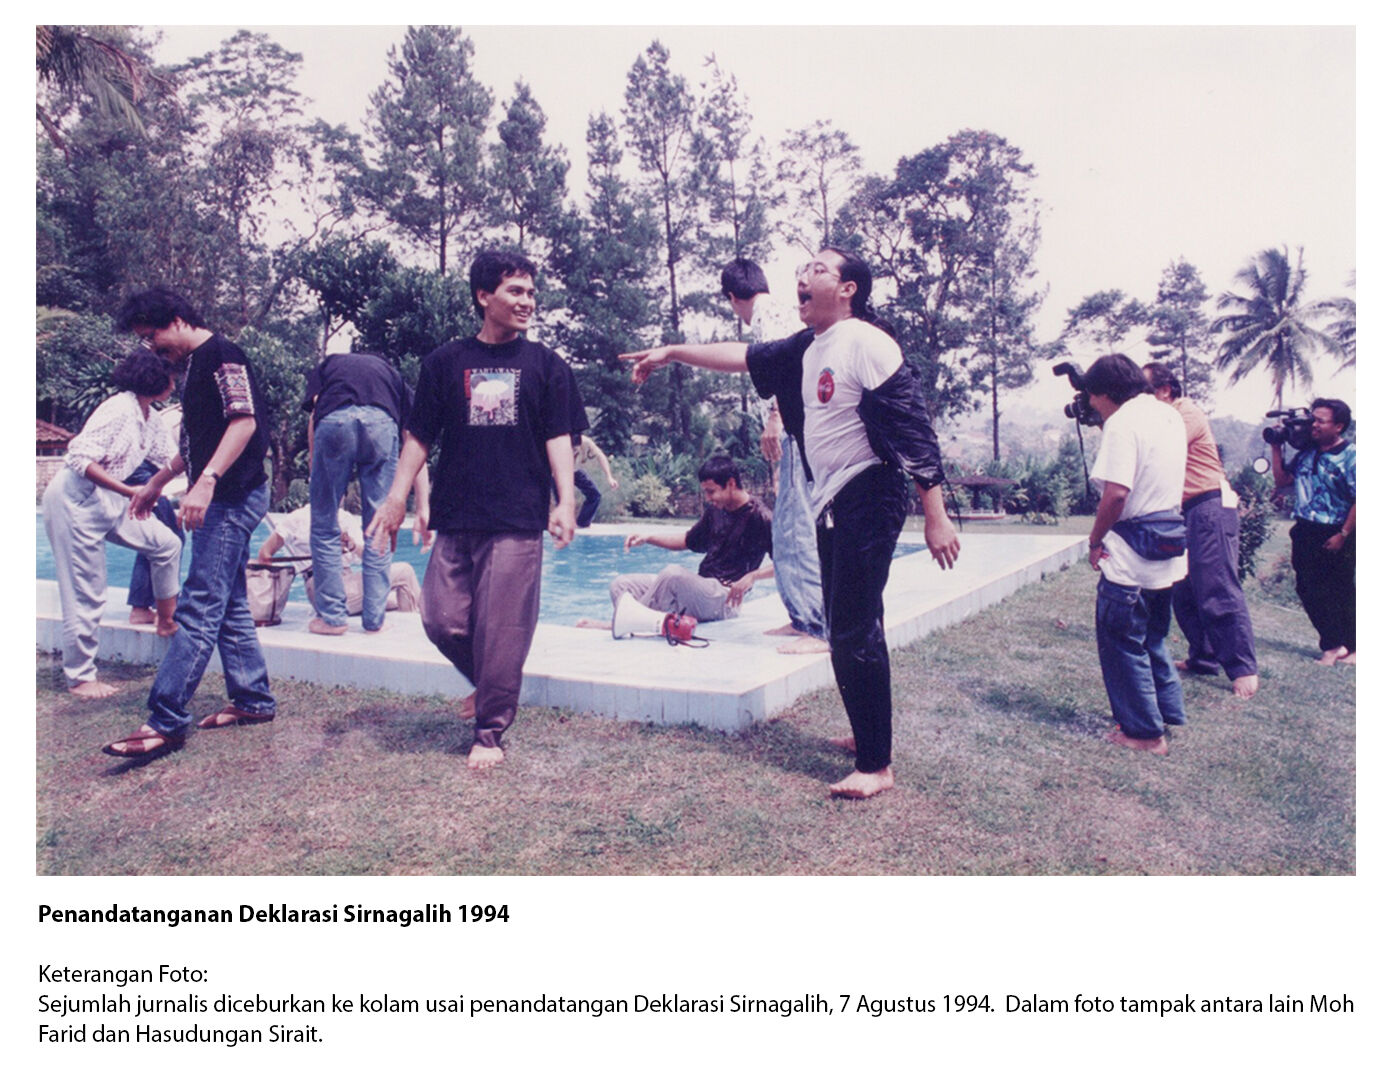 WARTAWAN
Penandatanganan Deklarasi Sirnagalih 1994
Keterangan Foto:
Sejumlah jurnalis diceburkan ke kolam usai penandatangan Deklarasi Sirnagalih, 7 Agustus 1994.  Dalam foto tampak antara lain Moh
Farid dan Hasudungan Sirait.